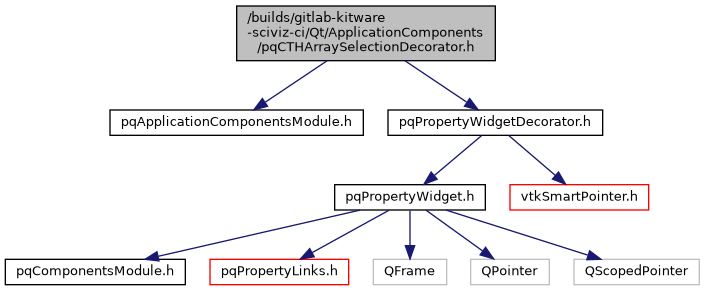 /builds/gitlab-kitware
-sciviz-ci/Qt/ApplicationComponents
/pqCTHArraySelectionDecorator.h
pqApplicationComponentsModule.h
pqPropertyWidgetDecorator.h
pqPropertyWidget.h
vtkSmartPointer.h
pqComponentsModule.h
pqPropertyLinks.h
QFrame
QPointer
QScopedPointer